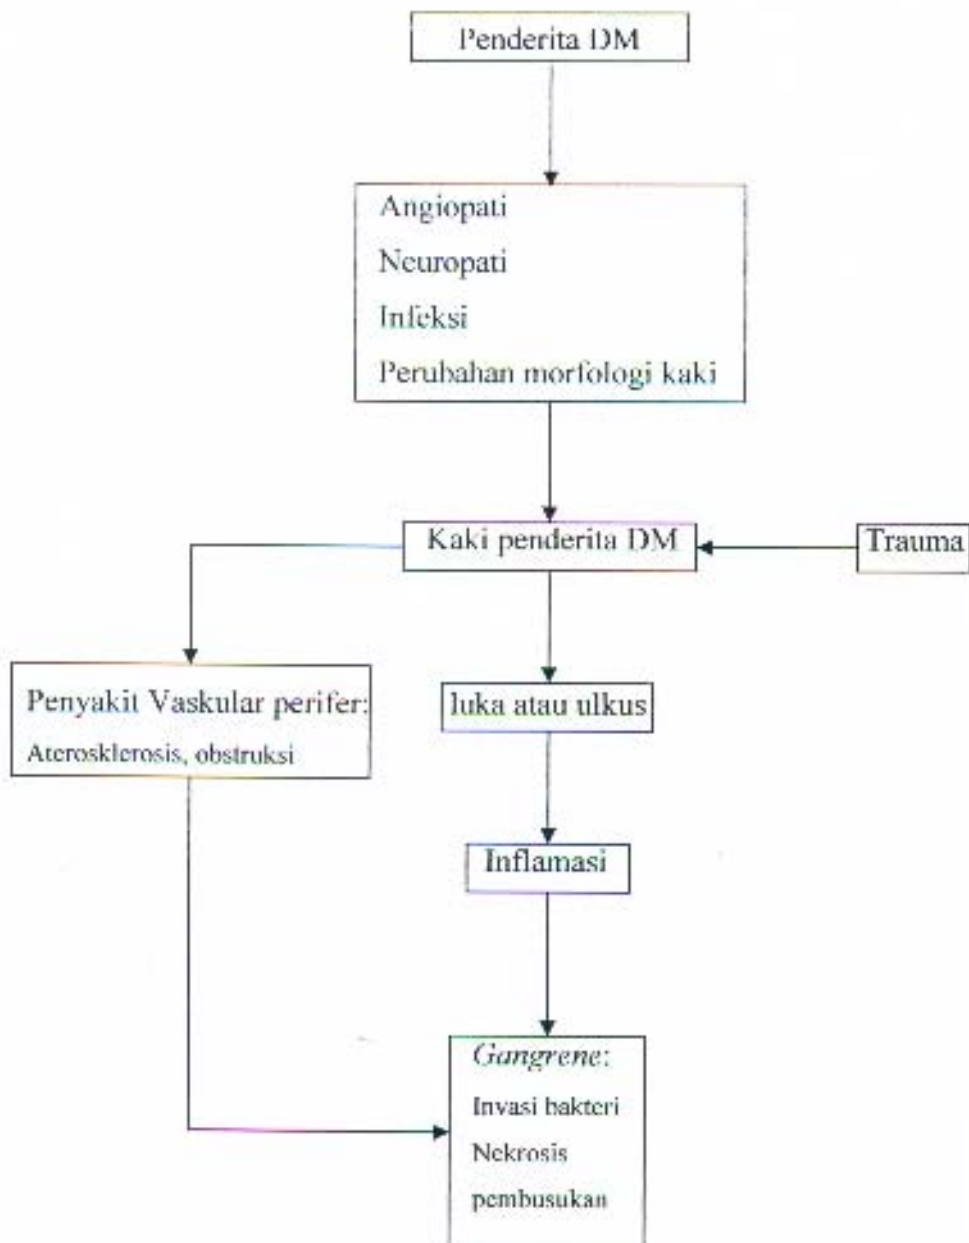 Penderita DM
Angiopati
Neuropati
Infeksi
Perubahan morfologi kaki
Kaki penderita DM
Trauma
Penyakit Vaskular perifer:
Aterosklerosis, obstruksi
luka atau ulkus
Inflamasi
Gangrene:
Invasi bakteri
Nekrosis
pembusukan